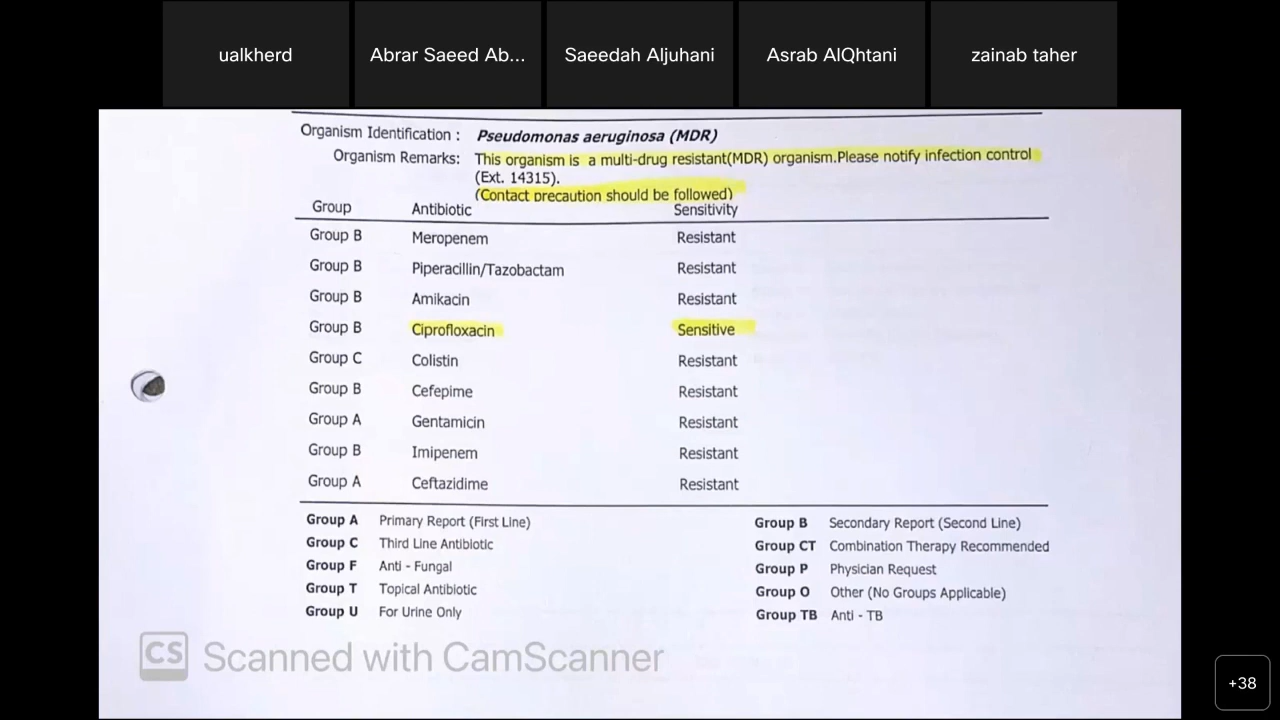 ualkherd
Abrar Saeed Ab...
Saeedah Aljuhani
Asrab AlQhtani
zainab taher
Organism Identification : Pseudomonas aeruginosa (MDR)
Organism Remarks: This organism is a multi-drug resistant(MDR) organism.Please notify infection control
(Ext. 14315).
(Contact precaution should be followed)
Group Antibiotic Sensitivity
Group B Meropenem Resistant
Group B Piperacillin/Tazobactam Resistant
Group B Amikacin Resistant
Group B Ciprofloxacin Sensitive
Group C Colistin Resistant
Group B Cefepime Resistant
Group A Gentamicin Resistant
Group B Imipenem Resistant
Group A Ceftazidime Resistant
Group A Primary Report (First Line) Group B Secondary Report (Second Line)
Group C Third Line Antibiotic Group CT Combination Therapy Recommended
Group F Anti - Fungal Group P Physician Request
Group T Topical Antibiotic Group O Other (No Groups Applicable)
Group U For Urine Only Group TB Anti - TB
CS Scanned with CamScanner
+38